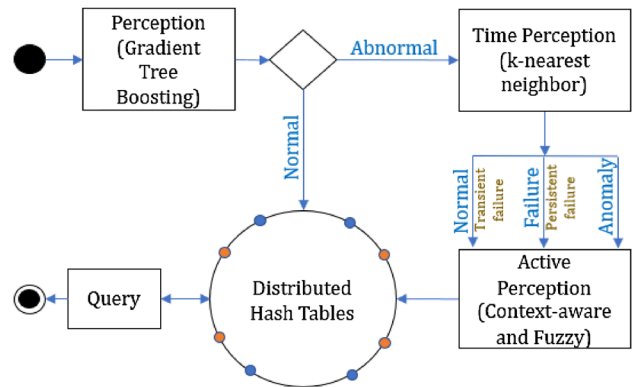 Perception
(Gradient
Tree
Boosting)
Abnormal
Time Perception
(k-nearest
neighbor)
Normal
Normal
Transient
failure
Failure
Persistent
failure
Anomaly
Active
Perception
(Context-aware
and Fuzzy)
Distributed
Hash Tables
Query